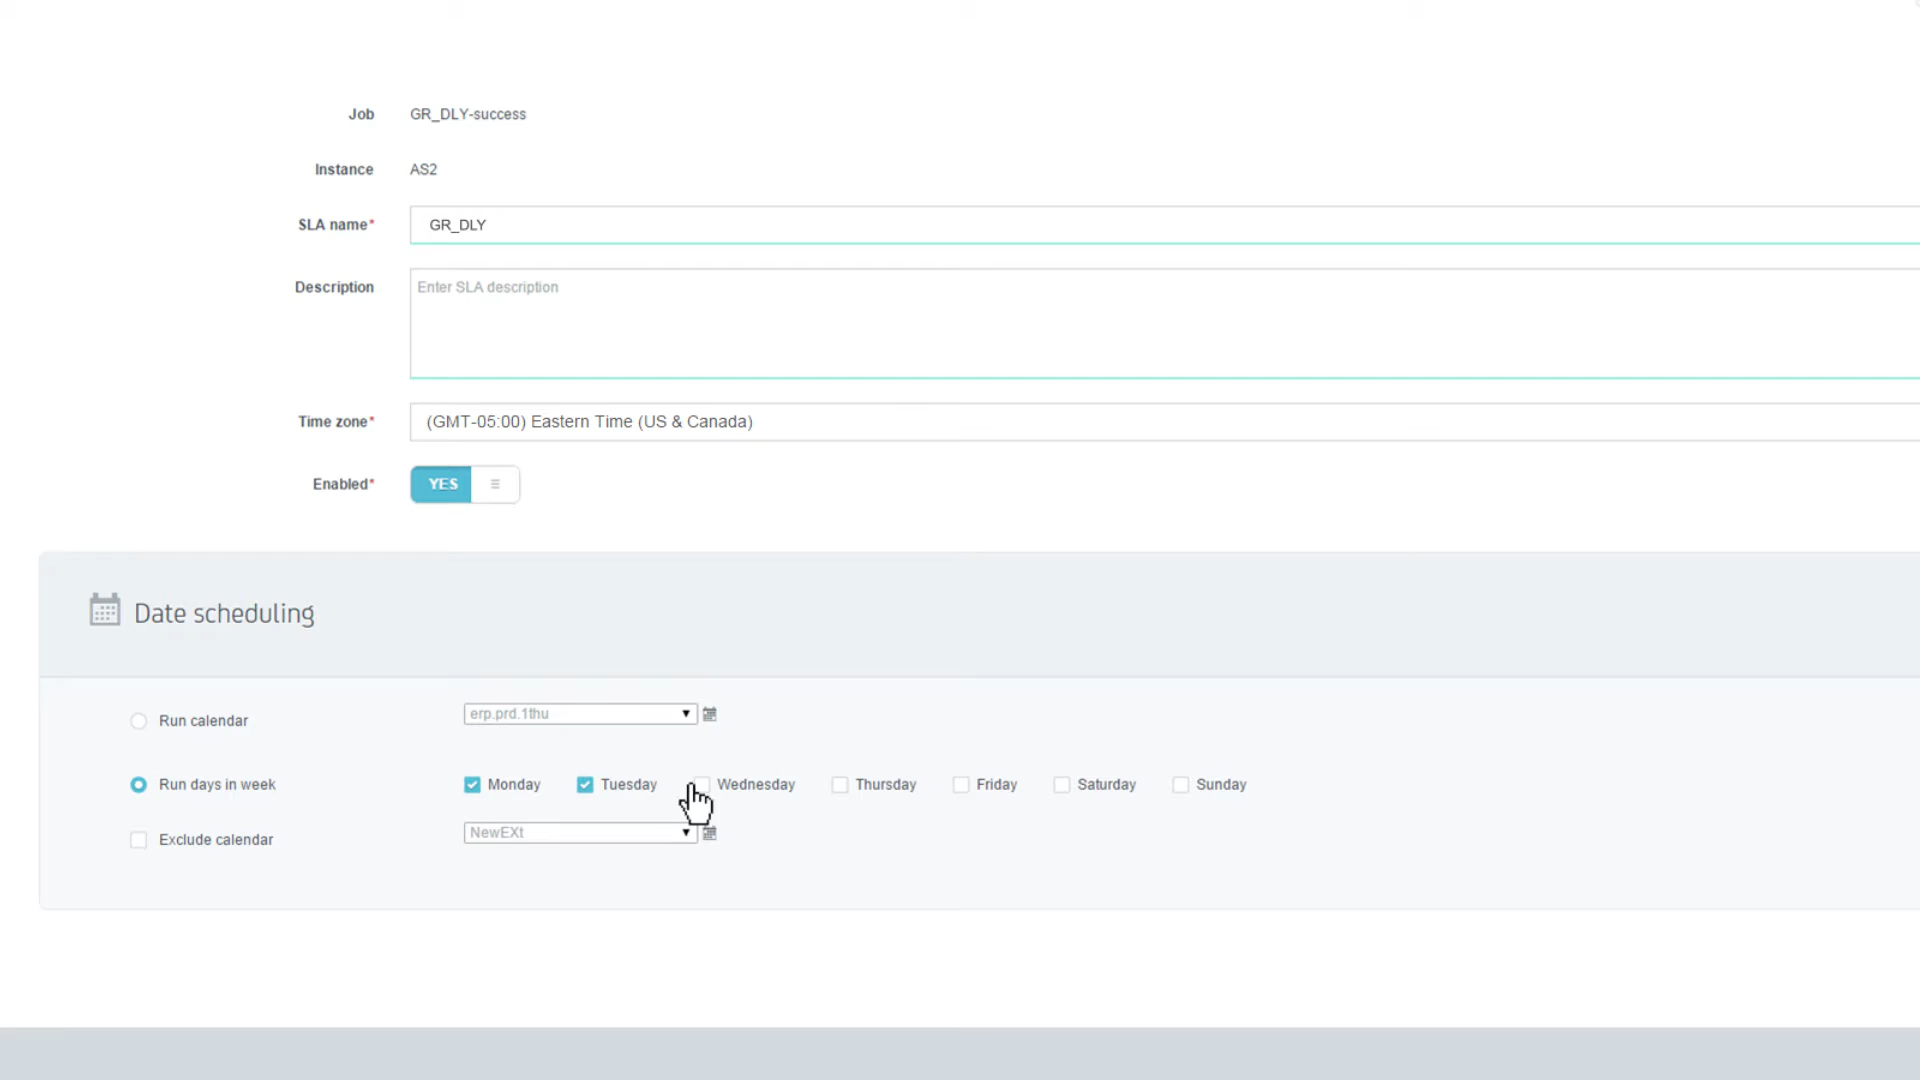 Job GR_DLY-success
Instance AS2
SLA name* GR_DLY
Description Enter SLA description
Time zone* (GMT-05:00) Eastern Time (US & Canada)
Enabled* YES
Date scheduling
Run calendar erp.prd.1thu
Run days in week Monday Tuesday Wednesday Thursday Friday Saturday Sunday
Exclude calendar NewEXt